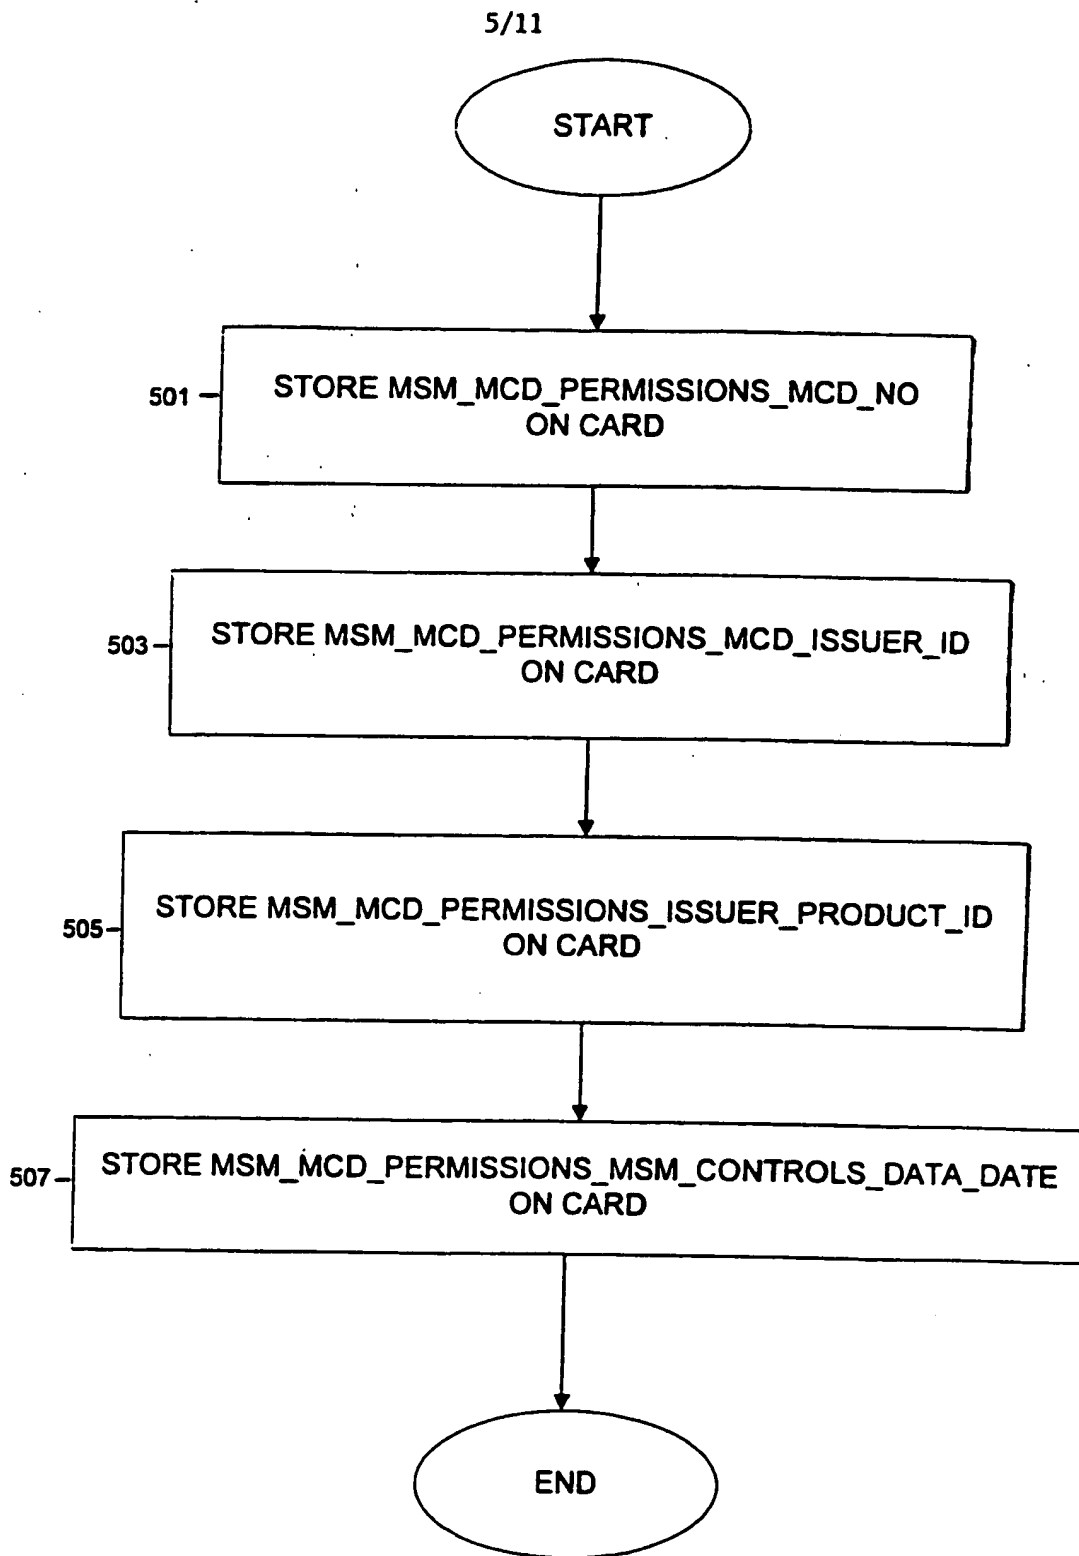 5/11
START
501
STORE MSM_MCD_PERMISSIONS_MCD_NO
ON CARD
503
STORE MSM_MCD_PERMISSIONS_MCD_ISSUER_ID
ON CARD
505
STORE MSM_MCD_PERMISSIONS_ISSUER_PRODUCT_ID
ON CARD
507
STORE MSM_MCD_PERMISSIONS_MSM_CONTROLS_DATA_DATE
ON CARD
END